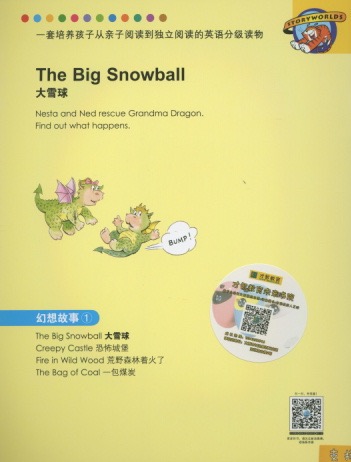 一套培养孩子从亲子阅读到独立阅读的英语分级读物
STORYWORLDS
The Big Snowball
大雪球
Nesta and Ned rescue Grandma Dragon.
Find out what happens.
BUMP!
幻想故事 1
The Big Snowball 大雪球
Creepy Castle 恐怖城堡
Fire in Wild Wood 荒野森林着火了
The Bag of Coal 一包煤炭